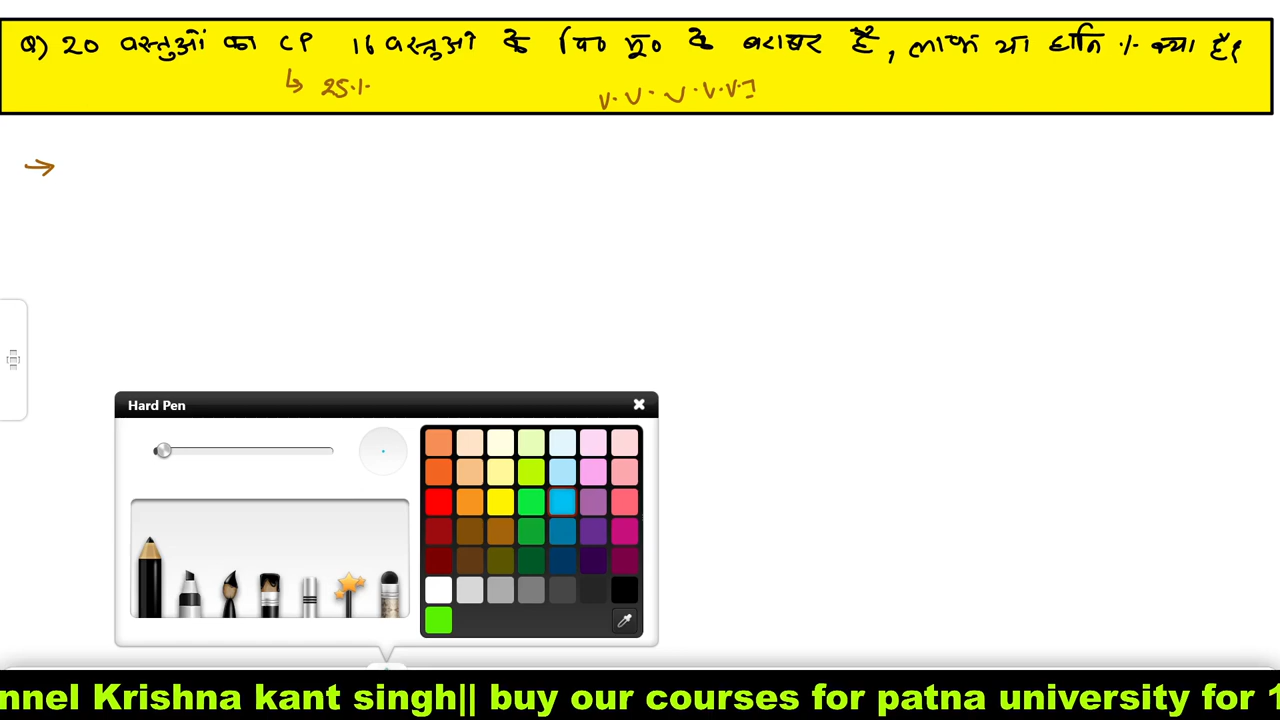 Q) 20 वस्तुओं का CP 16 वस्तुओं के वि० मू० के बराबर है, लाभ या हानि % क्या है?
↳ 25% V.V.V.V.V.I
→
Hard Pen
nnel Krishna kant singh|| buy our courses for patna university for 1